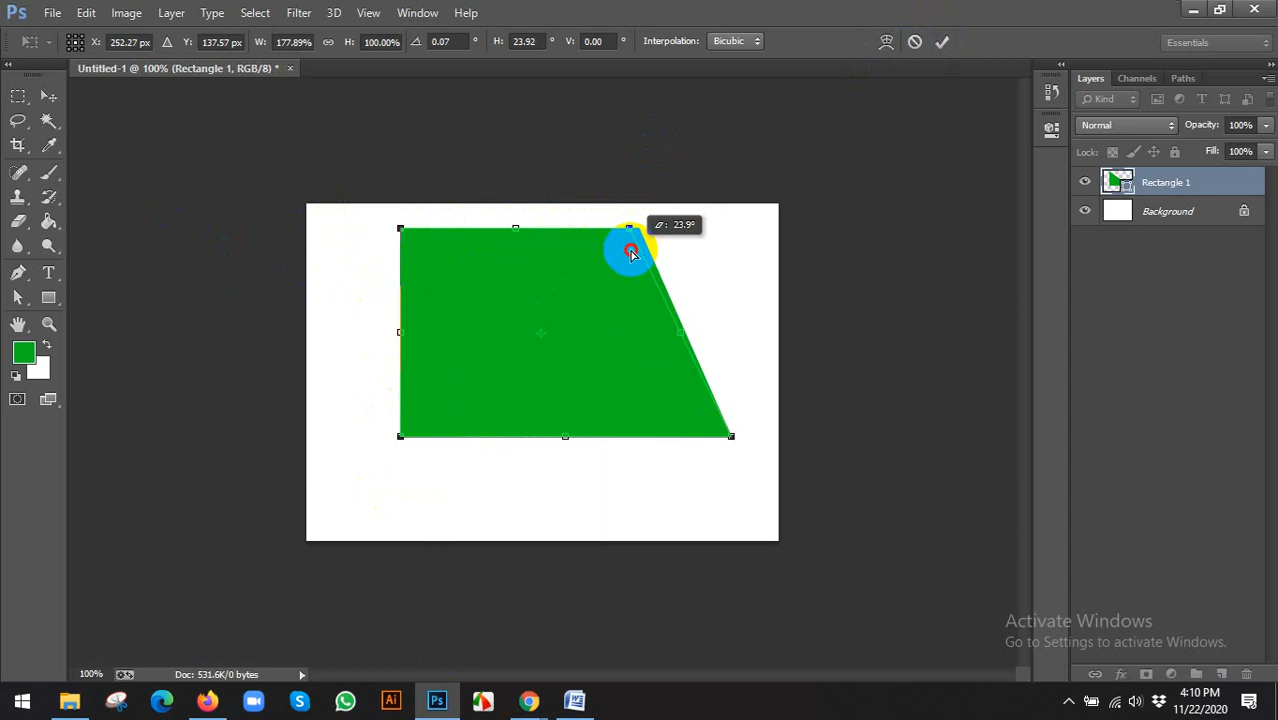 Ps File Edit Image Layer Type Select Filter 3D View Window Help
X: 252.27 px Y: 137.57 px W: 177.89% H: 100.00% 0.07 ° H: 23.92 ° V: 0.00 ° Interpolation: Bicubic Essentials
Untitled-1 @ 100% (Rectangle 1, RGB/8) * × Layers Channels Paths
Kind
Normal Opacity: 100%
Lock: Fill: 100%
Rectangle 1
Background
23.9°
Activate Windows
Go to Settings to activate Windows.
100% Doc: 531.6K/0 bytes
Ai Ps
4:10 PM
11/22/2020